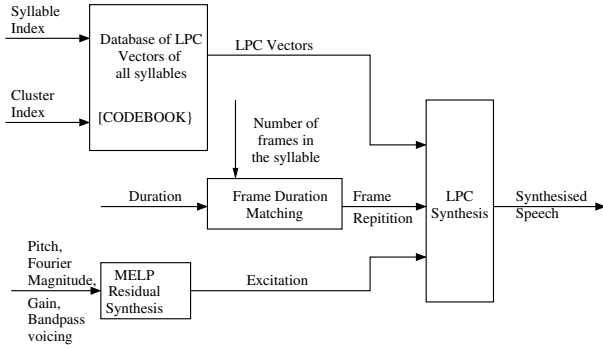 Syllable
Index
Cluster
Index
Database of LPC
Vectors of
all syllables
[CODEBOOK}
LPC Vectors
Number of
frames in
the syllable
Duration
Frame Duration
Matching
Frame
Repitition
LPC
Synthesis
Synthesised
Speech
Pitch,
Fourier
Magnitude,
Gain,
Bandpass
voicing
MELP
Residual
Synthesis
Excitation